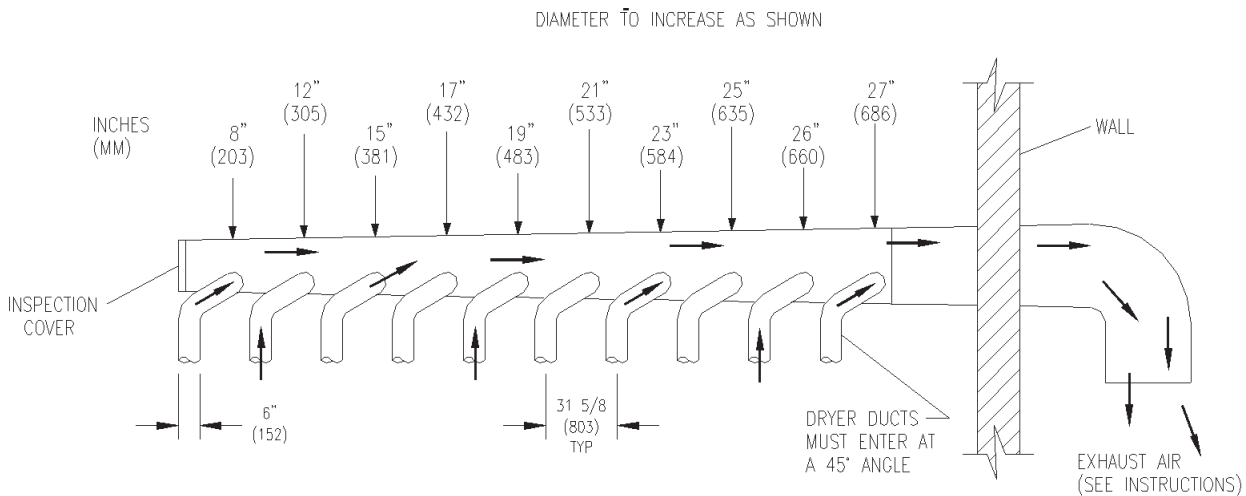 DIAMETER TO INCREASE AS SHOWN
INCHES
(MM)
8”
(203)
12”
(305)
15”
(381)
17”
(432)
19”
(483)
21”
(533)
23”
(584)
25”
(635)
26”
(660)
27”
(686)
WALL
INSPECTION
COVER
6”
(152)
31 5/8
(803)
TYP
DRYER DUCTS
MUST ENTER AT
A 45° ANGLE
EXHAUST AIR
(SEE INSTRUCTIONS)